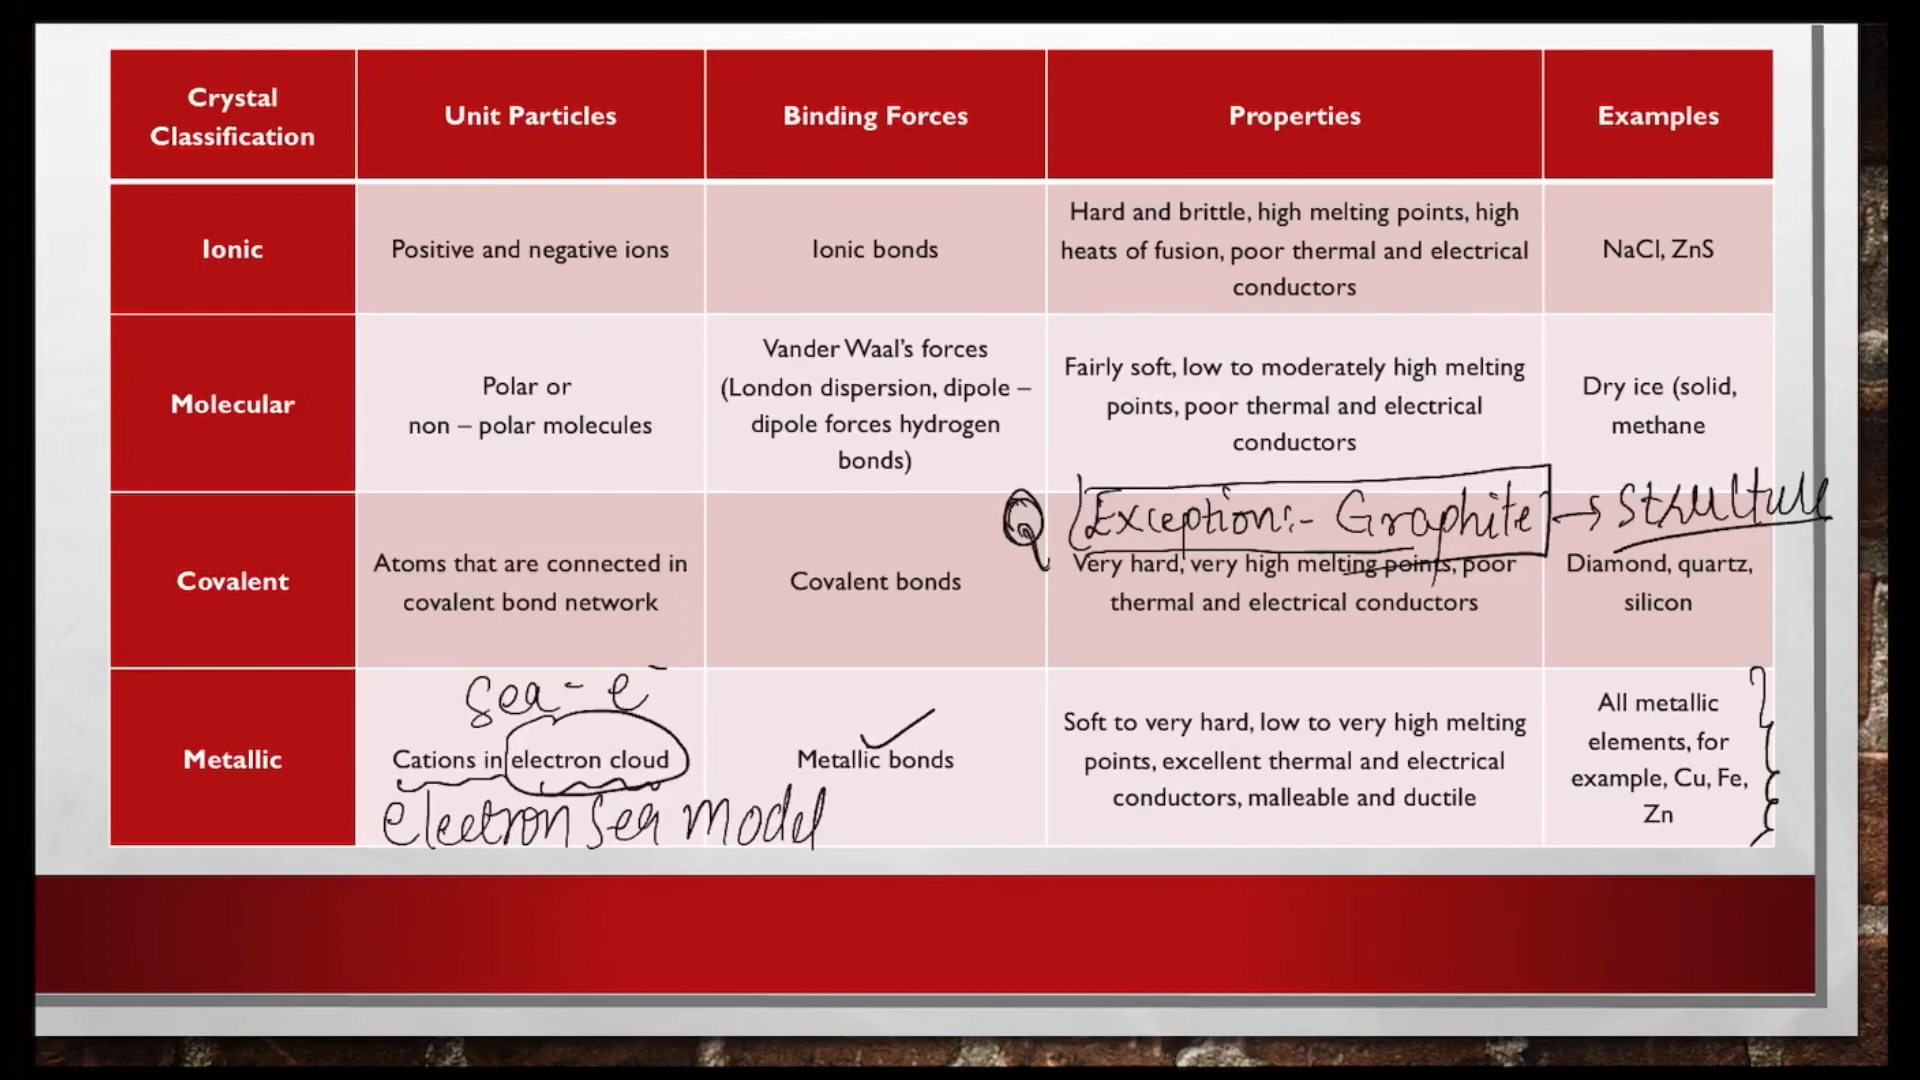 Crystal
Classification
Unit Particles
Binding Forces
Properties
Examples
Ionic
Positive and negative ions
Ionic bonds
Hard and brittle, high melting points, high
heats of fusion, poor thermal and electrical
conductors
NaCl, ZnS
Molecular
Polar or
non – polar molecules
Vander Waal's forces
(London dispersion, dipole –
dipole forces hydrogen
bonds)
Fairly soft, low to moderately high melting
points, poor thermal and electrical
conductors
Dry ice (solid,
methane
Q [Exception:- Graphite] → Structure
Covalent
Atoms that are connected in
covalent bond network
Covalent bonds
Very hard, very high melting points, poor
thermal and electrical conductors
Diamond, quartz,
silicon
Metallic
Sea - e⁻
Cations in electron cloud
electron Sea model
Metallic bonds
Soft to very hard, low to very high melting
points, excellent thermal and electrical
conductors, malleable and ductile
All metallic
elements, for
example, Cu, Fe,
Zn